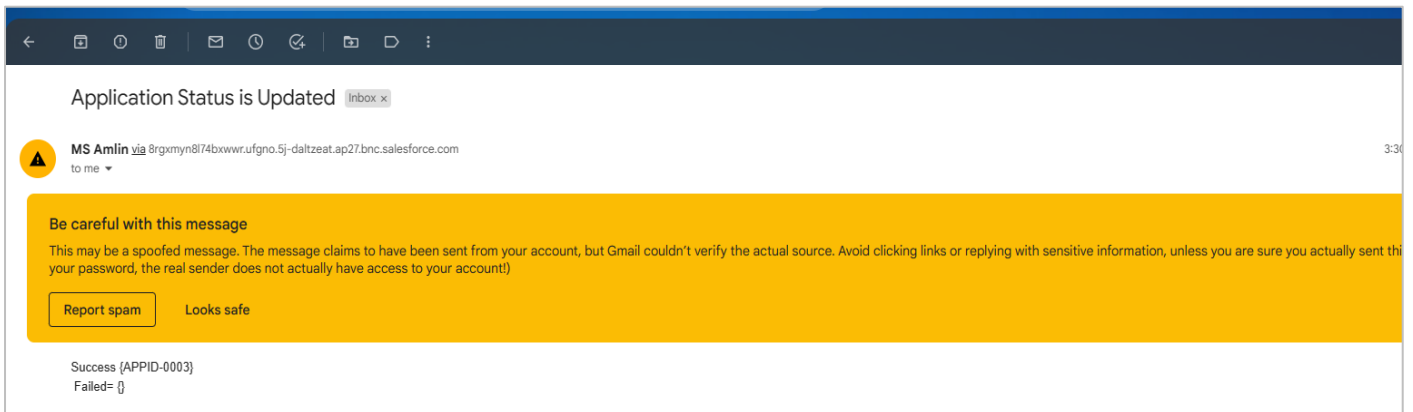 Application Status is Updated Inbox ×
MS Amlin via 8rgxmyn8l74bxwwr.ufgno.5j-daltzeat.ap27.bnc.salesforce.com 3:30
to me
Be careful with this message
This may be a spoofed message. The message claims to have been sent from your account, but Gmail couldn't verify the actual source. Avoid clicking links or replying with sensitive information, unless you are sure you actually sent
your password, the real sender does not actually have access to your account!)
Report spam Looks safe
Success {APPID-0003}
Failed= {}